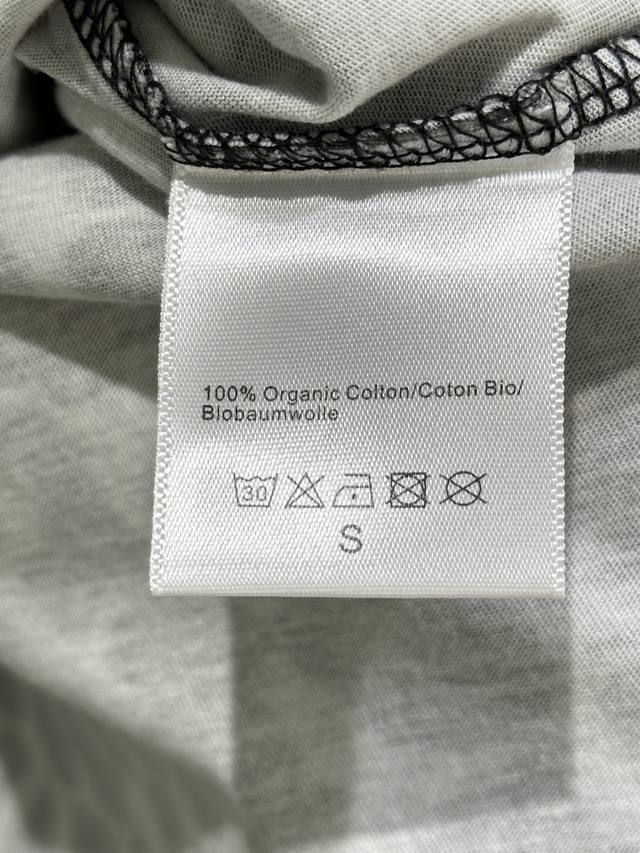 100% Organic Colton/Coton Bio/
Blobaumwolle
30
S